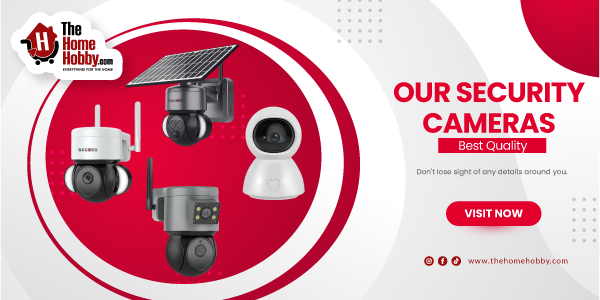 The
Home
Hobby.com
EVERYTHING FOR THE HOME
OUR SECURITY
CAMERAS
Best Quality
Don't lose sight of any details around you.
VISIT NOW
www.thehomehobby.com